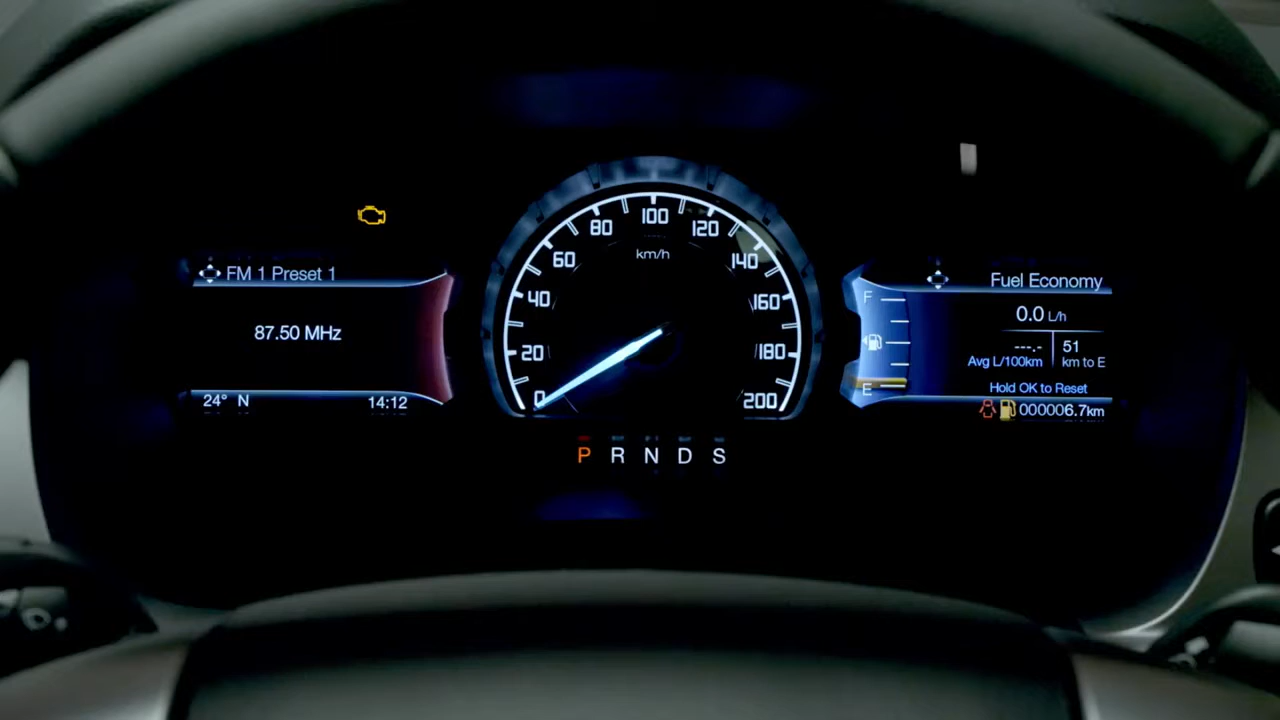 FM 1 Preset 1
87.50 MHz
24° N
14:12
0
20
40
60
80
100
120
140
160
180
200
km/h
P R N D S
Fuel Economy
F
E
0.0 L/h
---.-
Avg L/100km
51
km to E
Hold OK to Reset
000006.7km